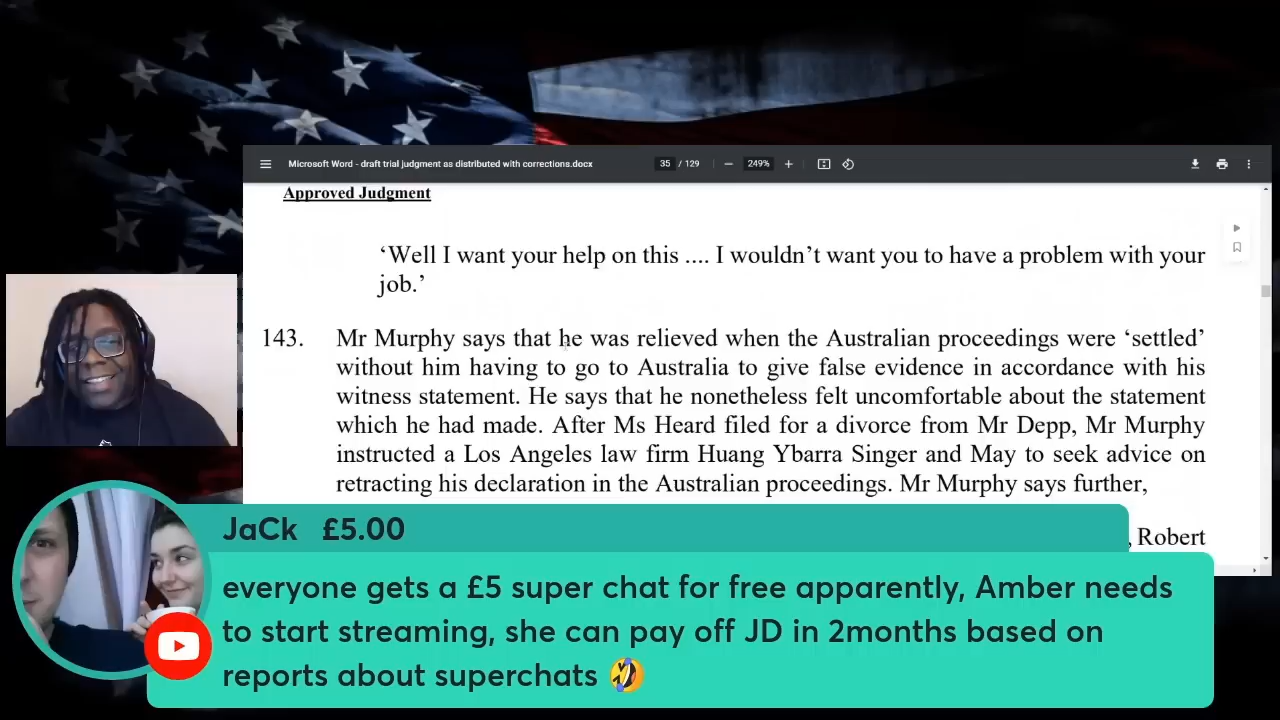 Microsoft Word - draft trial judgment as distributed with corrections.docx
35 / 129
249%
Approved Judgment
‘Well I want your help on this .... I wouldn’t want you to have a problem with your
job.’
143. Mr Murphy says that he was relieved when the Australian proceedings were ‘settled’
without him having to go to Australia to give false evidence in accordance with his
witness statement. He says that he nonetheless felt uncomfortable about the statement
which he had made. After Ms Heard filed for a divorce from Mr Depp, Mr Murphy
instructed a Los Angeles law firm Huang Ybarra Singer and May to seek advice on
retracting his declaration in the Australian proceedings. Mr Murphy says further,
, Robert
JaCk £5.00
everyone gets a £5 super chat for free apparently, Amber needs
to start streaming, she can pay off JD in 2months based on
reports about superchats 🤣